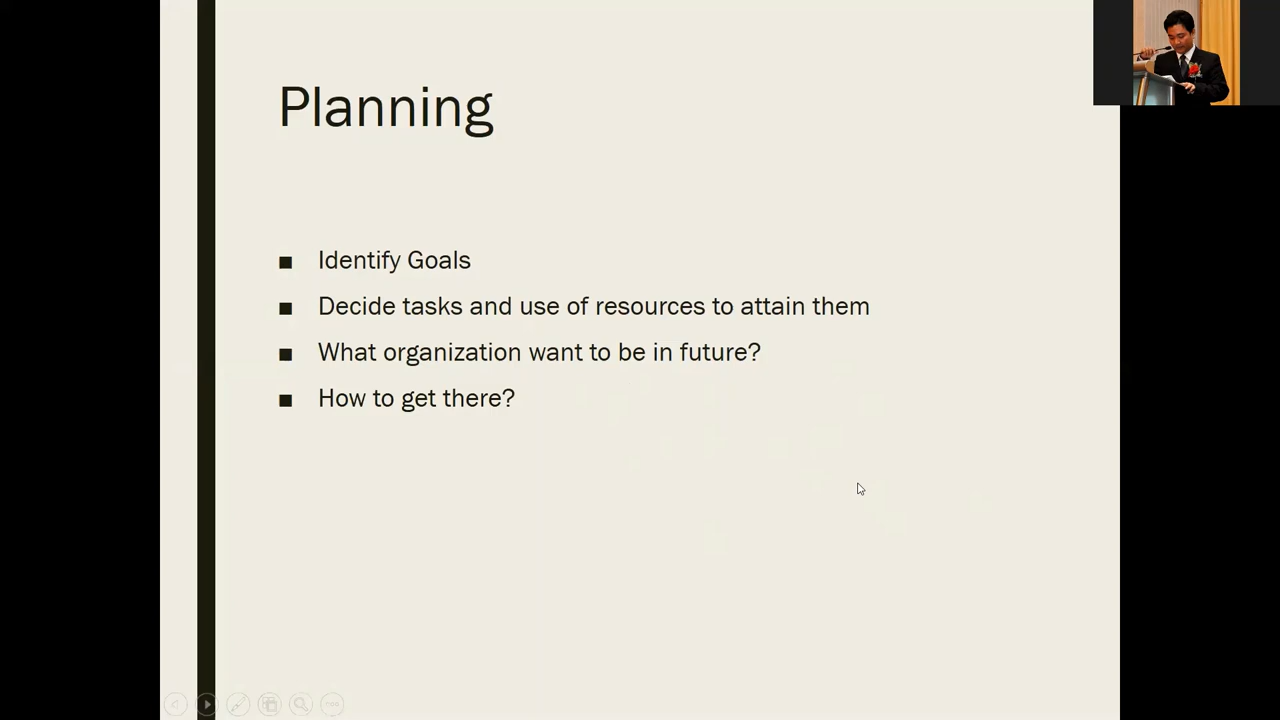 Planning
Identify Goals
Decide tasks and use of resources to attain them
What organization want to be in future?
How to get there?